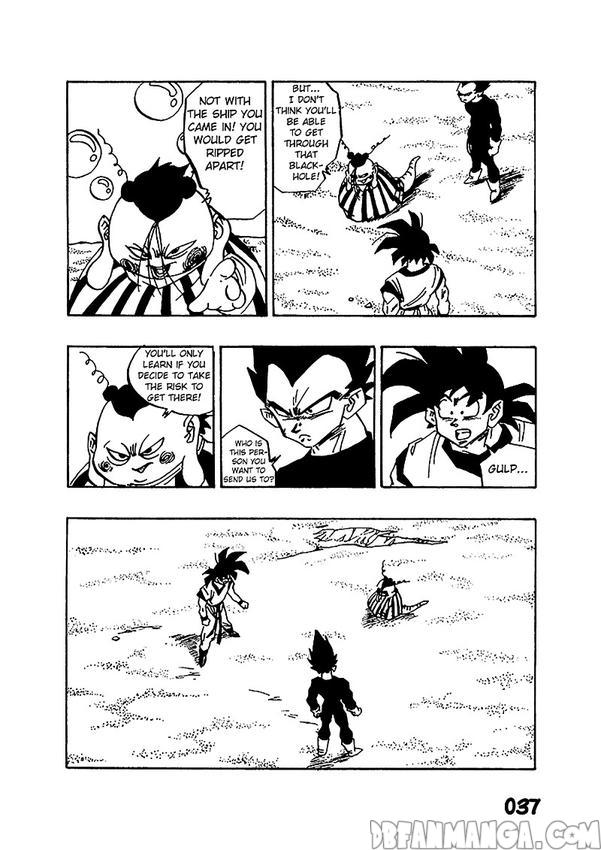 BUT...
I DON'T
THINK YOU'LL
BE ABLE
TO GET
THROUGH
THAT
BLACK-
HOLE!
NOT WITH
THE SHIP YOU
CAME IN! YOU
WOULD GET
RIPPED
APART!
GULP...
WHO IS
THIS PER-
SON YOU
WANT TO
SEND US TO?
YOU'LL ONLY
LEARN IF YOU
DECIDE TO TAKE
THE RISK TO
GET THERE!
037
DBFANMANGA.COM